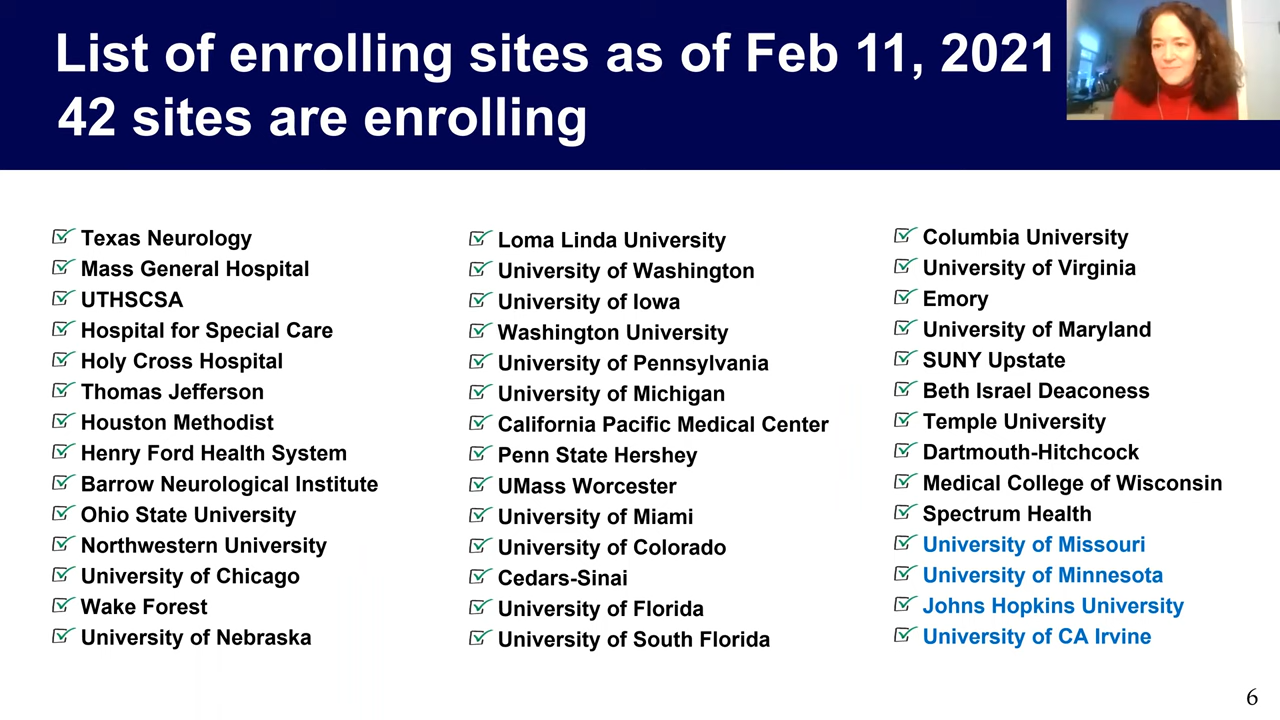 List of enrolling sites as of Feb 11, 2021
42 sites are enrolling
Texas Neurology
Mass General Hospital
UTHSCSA
Hospital for Special Care
Holy Cross Hospital
Thomas Jefferson
Houston Methodist
Henry Ford Health System
Barrow Neurological Institute
Ohio State University
Northwestern University
University of Chicago
Wake Forest
University of Nebraska
Loma Linda University
University of Washington
University of Iowa
Washington University
University of Pennsylvania
University of Michigan
California Pacific Medical Center
Penn State Hershey
UMass Worcester
University of Miami
University of Colorado
Cedars-Sinai
University of Florida
University of South Florida
Columbia University
University of Virginia
Emory
University of Maryland
SUNY Upstate
Beth Israel Deaconess
Temple University
Dartmouth-Hitchcock
Medical College of Wisconsin
Spectrum Health
University of Missouri
University of Minnesota
Johns Hopkins University
University of CA Irvine
6